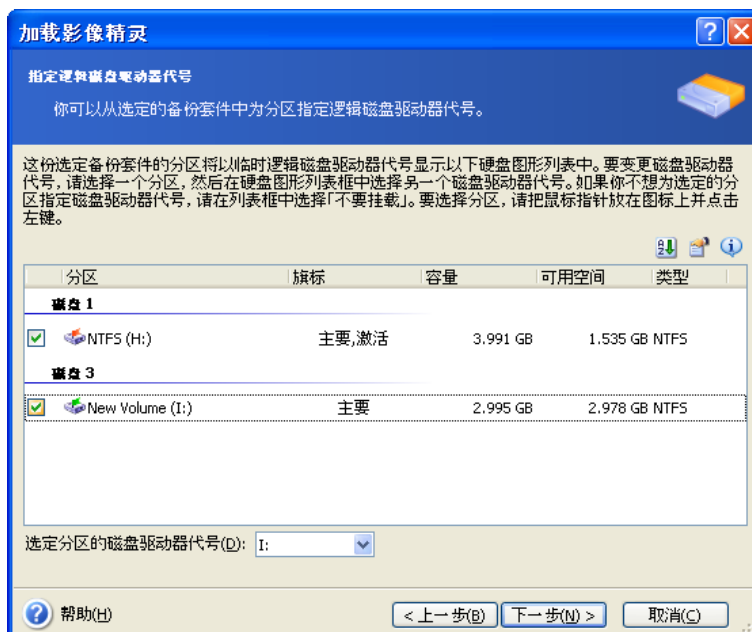 加载影像精灵
指定逻辑磁盘驱动器代号
你可以从选定的备份套件中为分区指定逻辑磁盘驱动器代号。
这份选定备份套件的分区将以临时逻辑磁盘驱动器代号显示以下硬盘图形列表中。要变更磁盘驱动器
代号,请选择一个分区,然后在硬盘图形列表框中选择另一个磁盘驱动器代号。如果你不想为选定的分
区指定磁盘驱动器代号,请在列表框中选择「不要挂载」。要选择分区,请把鼠标指针放在图标上并点击
左键。
分区 旗标 容量 可用空间 类型
磁盘 1
NTFS (H:) 主要,激活 3.991 GB 1.535 GB NTFS
磁盘 3
New Volume (I:) 主要 2.995 GB 2.978 GB NTFS
选定分区的磁盘驱动器代号(D): I:
帮助(H) < 上一步(B) 下一步(N) > 取消(C)